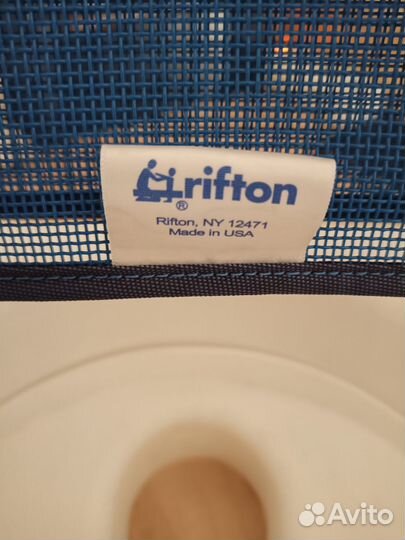 rifton
®
Rifton, NY 12471
Made in USA
Avito